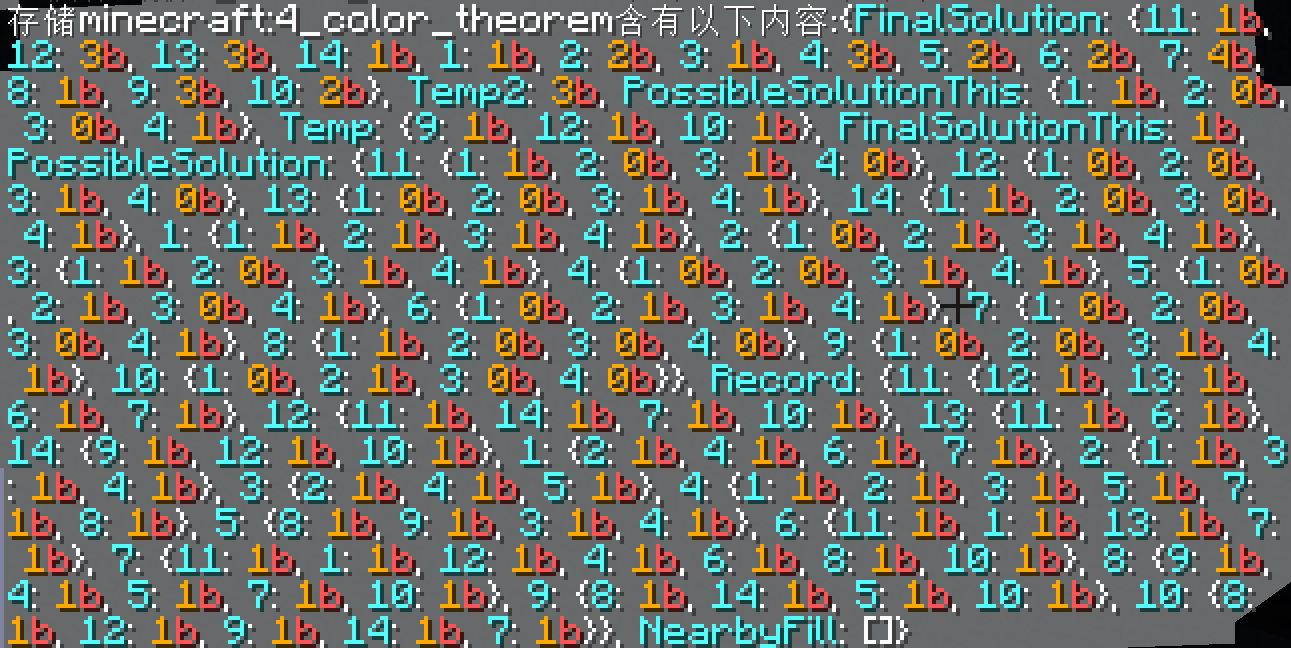 存储minecraft:4_color_theorem含有以下内容:{FinalSolution: {11: 1b,
12: 3b, 13: 3b, 14: 1b, 1: 1b, 2: 2b, 3: 1b, 4: 3b, 5: 2b, 6: 2b, 7: 4b,
8: 1b, 9: 3b, 10: 2b}, Temp2: 3b, PossibleSolutionThis: {1: 1b, 2: 0b,
3: 0b, 4: 1b}, Temp: {9: 1b, 12: 1b, 10: 1b}, FinalSolutionThis: 1b,
PossibleSolution: {11: {1: 1b, 2: 0b, 3: 1b, 4: 0b}, 12: {1: 0b, 2: 0b,
3: 1b, 4: 0b}, 13: {1: 0b, 2: 0b, 3: 1b, 4: 1b}, 14: {1: 1b, 2: 0b, 3: 0b,
4: 1b}, 1: {1: 1b, 2: 1b, 3: 1b, 4: 1b}, 2: {1: 0b, 2: 1b, 3: 1b, 4: 1b},
3: {1: 1b, 2: 0b, 3: 1b, 4: 1b}, 4: {1: 0b, 2: 0b, 3: 1b, 4: 1b}, 5: {1: 0b
, 2: 1b, 3: 0b, 4: 1b}, 6: {1: 0b, 2: 1b, 3: 1b, 4: 1b}, 7: {1: 0b, 2: 0b,
3: 0b, 4: 1b}, 8: {1: 1b, 2: 0b, 3: 0b, 4: 0b}, 9: {1: 0b, 2: 0b, 3: 1b, 4:
1b}, 10: {1: 0b, 2: 1b, 3: 0b, 4: 0b}}, Record: {11: {12: 1b, 13: 1b,
6: 1b, 7: 1b}, 12: {11: 1b, 14: 1b, 7: 1b, 10: 1b}, 13: {11: 1b, 6: 1b},
14: {9: 1b, 12: 1b, 10: 1b}, 1: {2: 1b, 4: 1b, 6: 1b, 7: 1b}, 2: {1: 1b, 3
: 1b, 4: 1b}, 3: {2: 1b, 4: 1b, 5: 1b}, 4: {1: 1b, 2: 1b, 3: 1b, 5: 1b, 7:
1b, 8: 1b}, 5: {8: 1b, 9: 1b, 3: 1b, 4: 1b}, 6: {11: 1b, 1: 1b, 13: 1b, 7:
1b}, 7: {11: 1b, 1: 1b, 12: 1b, 4: 1b, 6: 1b, 8: 1b, 10: 1b}, 8: {9: 1b,
4: 1b, 5: 1b, 7: 1b, 10: 1b}, 9: {8: 1b, 14: 1b, 5: 1b, 10: 1b}, 10: {8:
1b, 12: 1b, 9: 1b, 14: 1b, 7: 1b}}, NearbyFill: []}